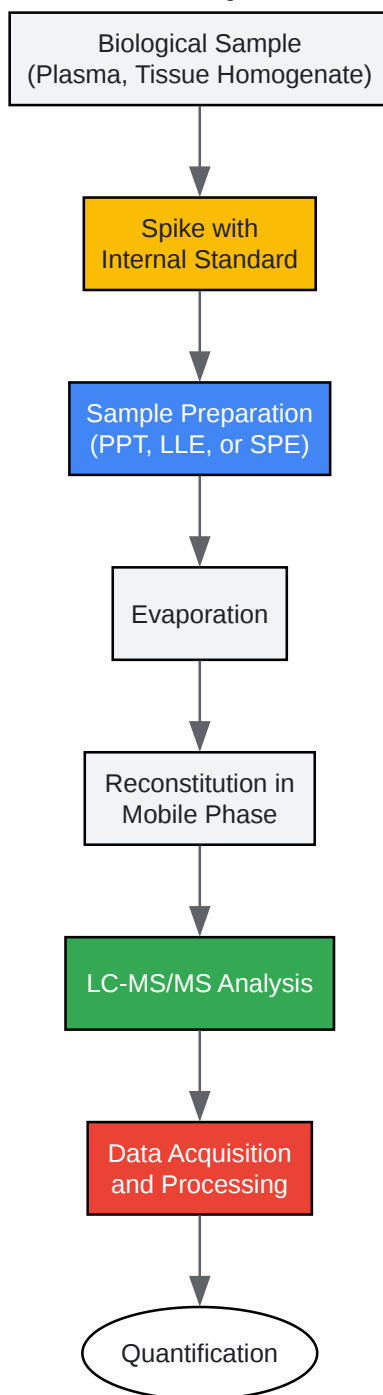 Biological Sample
(Plasma, Tissue Homogenate)
Spike with
Internal Standard
Sample Preparation
(PPT, LLE, or SPE)
Evaporation
Reconstitution in
Mobile Phase
LC-MS/MS Analysis
Data Acquisition
and Processing
Quantification